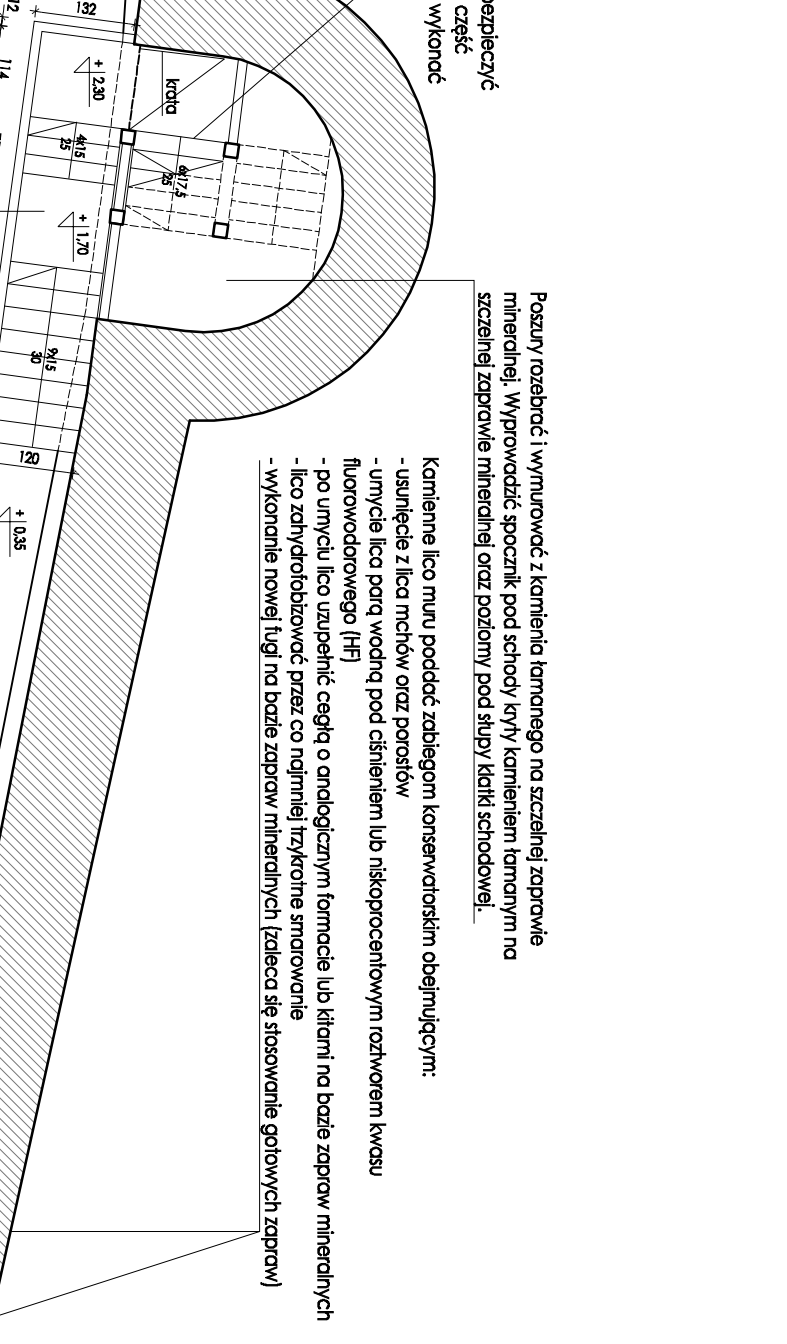 bezpieczyć
część
wykonać
Poszury rozebrać i wymurować z kamienia łamanego na szczelnej zaprawie
mineralnej. Wyprowadzić spocznik pod schody kryty kamieniem łamanym na
szczelnej zaprawie mineralnej oraz poziomy pod słupy klatki schodowej.
Kamienne lico muru poddać zabiegom konserwatorskim obejmującym:
- usunięcie z lica mchów oraz porostów
- umycie lica parą wodną pod ciśnieniem lub niskoprocentowym roztworem kwasu
fluorowodorowego (HF)
- po umyciu lico uzupełnić cegłą o analogicznym formacie lub kitami na bazie zapraw mineralnych
- lico zahydrofobizować przez co najmniej trzykrotne smarowanie
- wykonanie nowej fugi na bazie zapraw mineralnych (zaleca się stosowanie gotowych zapraw)
krata
132
12
114
+ 2,30
4x15
25
6x17,5
25
+ 1,70
9x15
30
120
+ 0,35